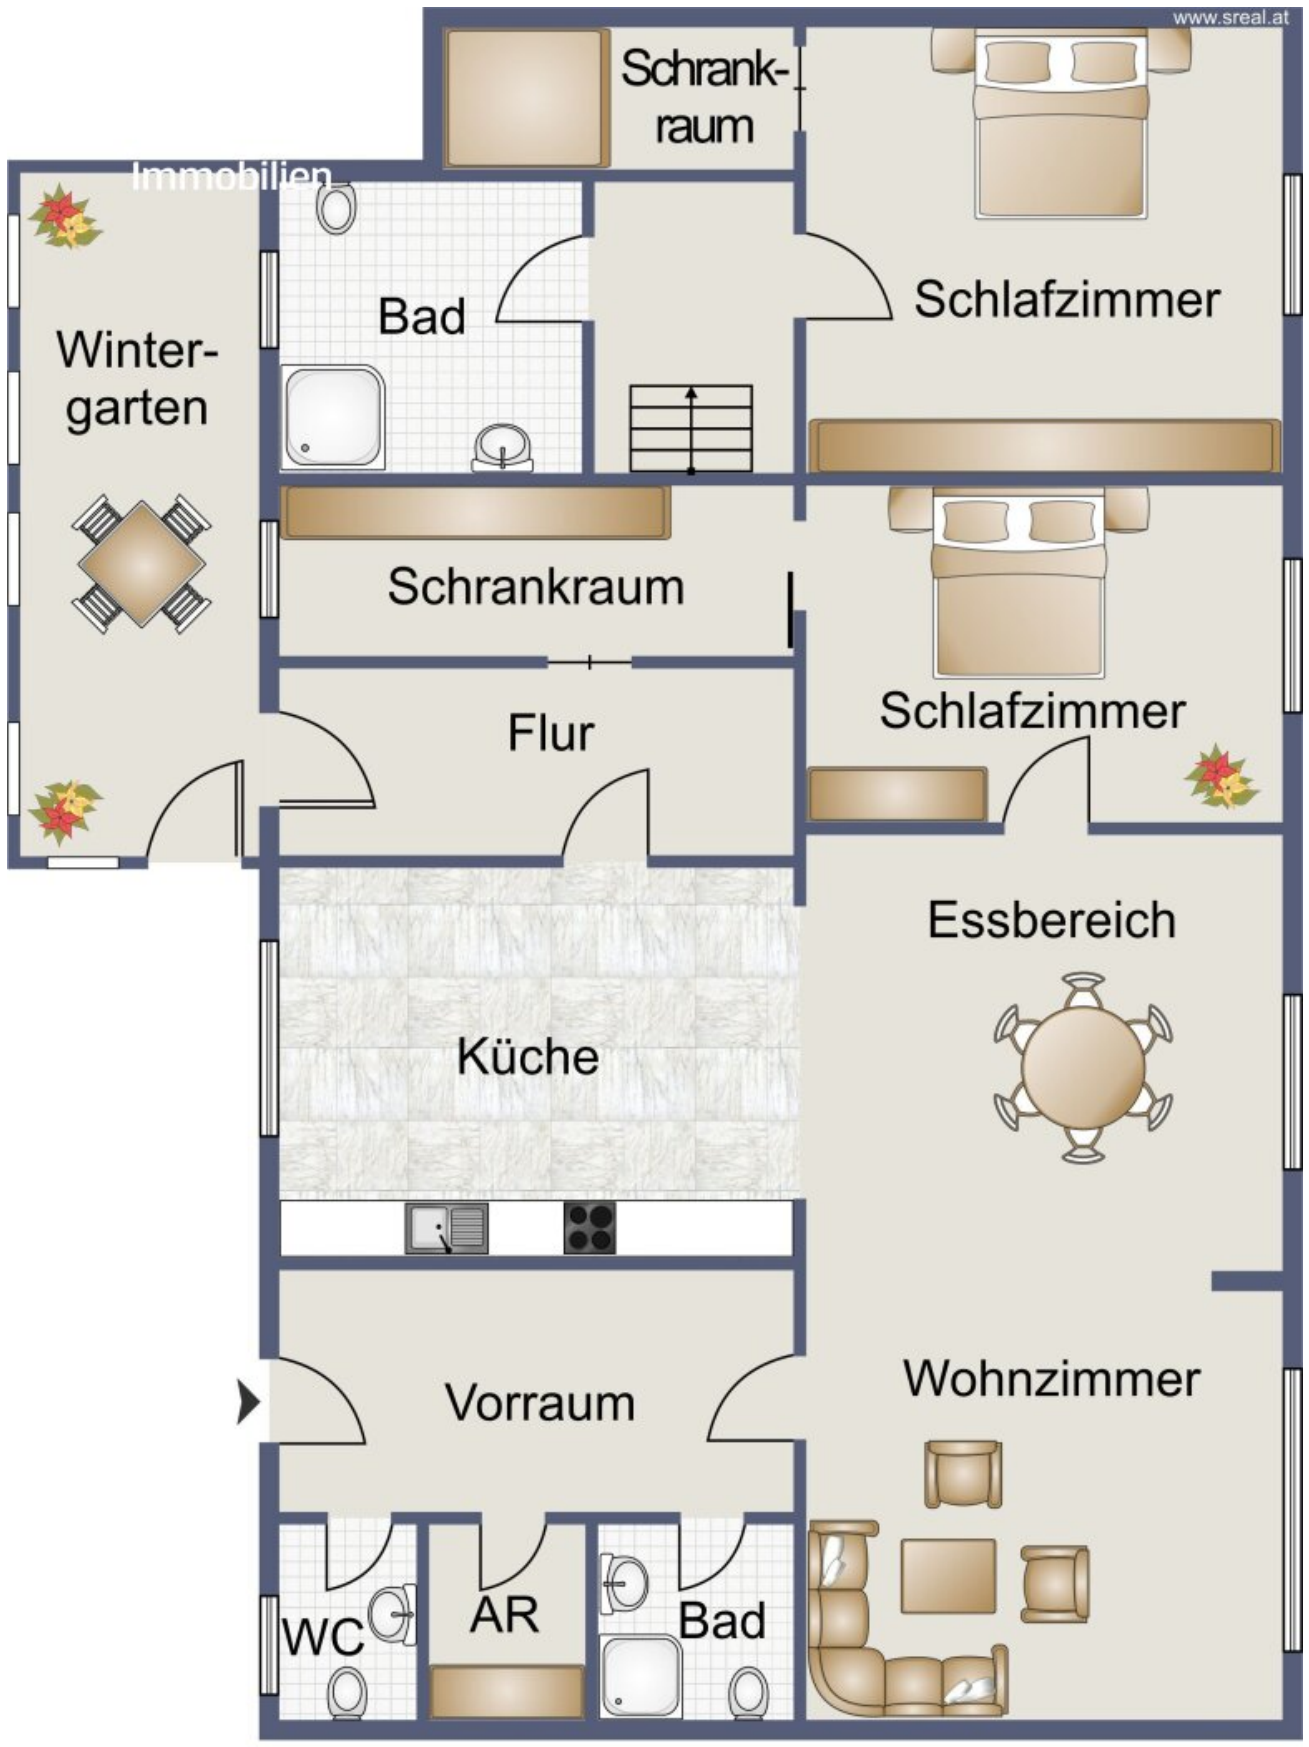 www.sreal.at
Schrank-
raum
Immobilien
Schlafzimmer
Bad
Winter-
garten
Schrankraum
Schlafzimmer
Flur
Essbereich
Küche
Wohnzimmer
Vorraum
WC
AR
Bad